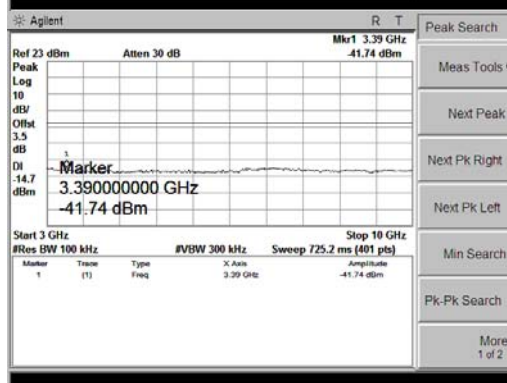 Agilent R T
Mkr1 3.39 GHz
Ref 23 dBm Atten 30 dB -41.74 dBm
Peak
Log
10
dB/
Offst
3.5
dB
DI
-14.7
dBm
1
Marker
3.390000000 GHz
-41.74 dBm
Start 3 GHz Stop 10 GHz
#Res BW 100 kHz #VBW 300 kHz Sweep 725.2 ms (401 pts)
Marker Trace Type X Axis Amplitude
1 (1) Freq 3.39 GHz -41.74 dBm
Peak Search
Meas Tools
Next Peak
Next Pk Right
Next Pk Left
Min Search
Pk-Pk Search
More
1 of 2